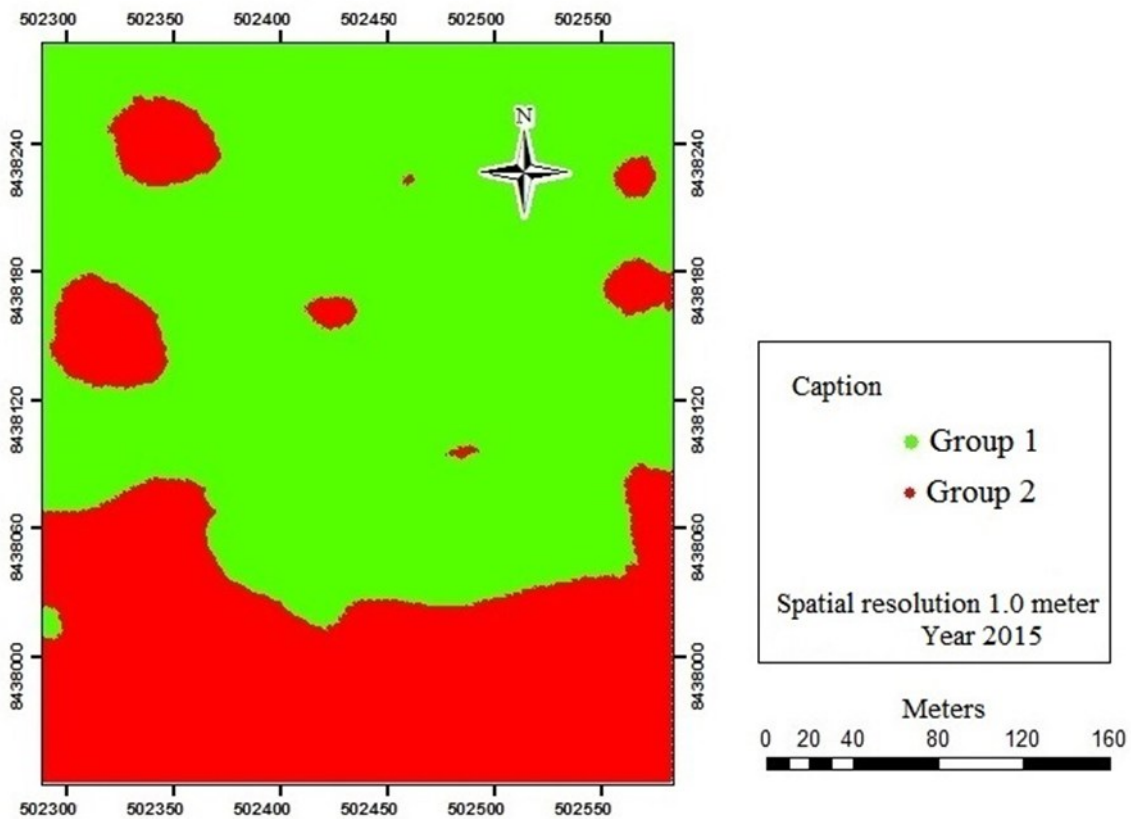 502300 502350 502400 502450 502500 502550
N
8438240 8438240
8438180 8438180
8438120 8438120
8438060 8438060
8438000 8438000
502300 502350 502400 502450 502500 502550
Caption
Group 1
Group 2
Spatial resolution 1.0 meter
Year 2015
Meters
0 20 40 80 120 160